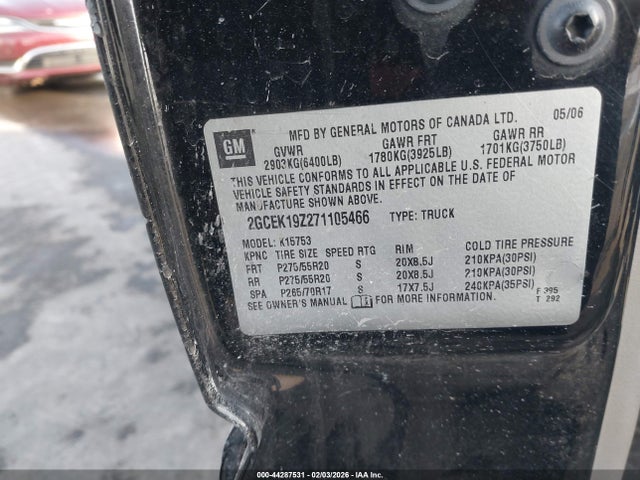 MFD BY GENERAL MOTORS OF CANADA LTD. 05/06
GM
GVWR GAWR FRT GAWR RR
2903KG(6400LB) 1780KG(3925LB) 1701KG(3750LB)
THIS VEHICLE CONFORMS TO ALL APPLICABLE U.S. FEDERAL MOTOR
VEHICLE SAFETY STANDARDS IN EFFECT ON THE DATE OF
MANUFACTURE SHOWN ABOVE.
2GCEK19Z271105466 TYPE: TRUCK
MODEL: K15753
KPNC TIRE SIZE SPEED RTG RIM COLD TIRE PRESSURE
FRT P275/55R20 S 20X8.5J 210KPA(30PSI)
RR P275/55R20 S 20X8.5J 210KPA(30PSI)
SPA P265/70R17 S 17X7.5J 240KPA(35PSI)
SEE OWNER'S MANUAL FOR MORE INFORMATION. F 395
T 292
000-44287531 - 02/03/2026 - IAA Inc.